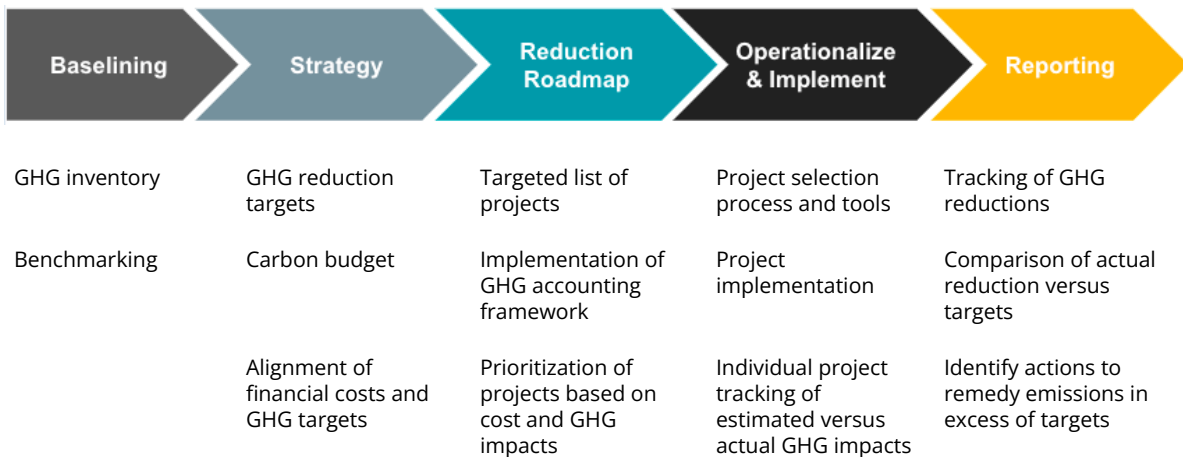 Baselining
Strategy
Reduction
Roadmap
Operationalize
& Implement
Reporting
GHG inventory
GHG reduction
targets
Targeted list of
projects
Project selection
process and tools
Tracking of GHG
reductions
Benchmarking
Carbon budget
Implementation of
GHG accounting
framework
Project
implementation
Comparison of actual
reduction versus
targets
Alignment of
financial costs and
GHG targets
Prioritization of
projects based on
cost and GHG
impacts
Individual project
tracking of
estimated versus
actual GHG impacts
Identify actions to
remedy emissions in
excess of targets